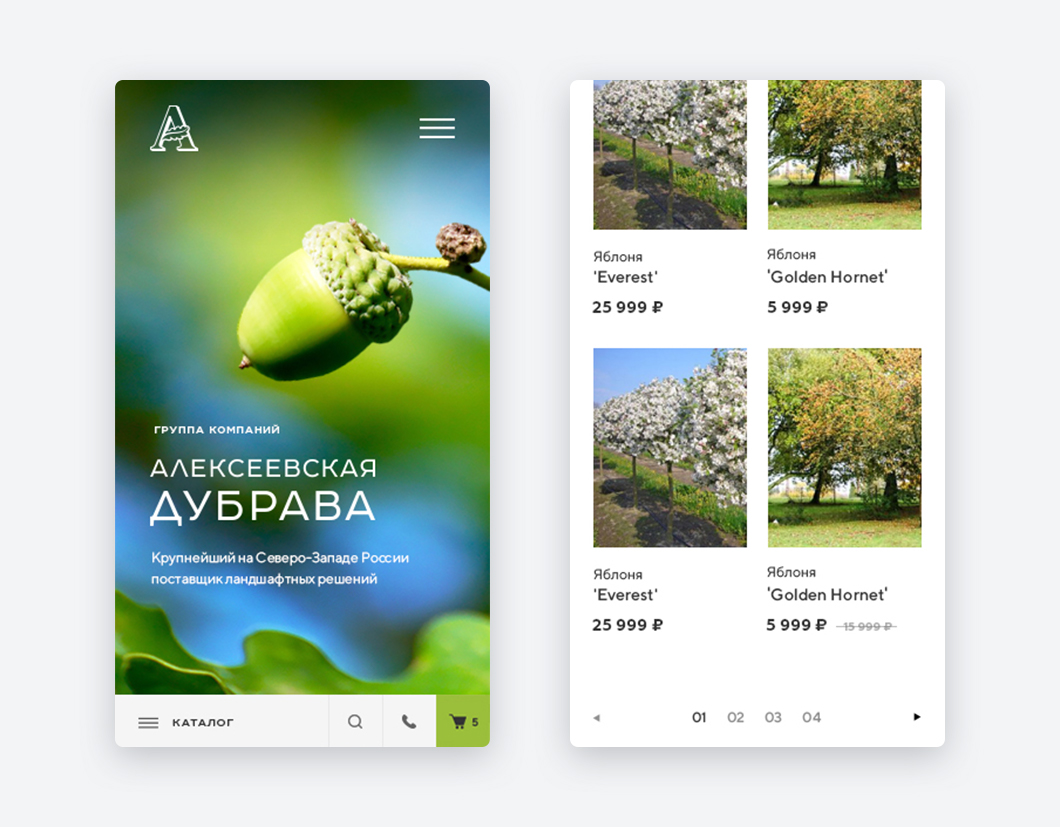 A
ГРУППА КОМПАНИЙ
АЛЕКСЕЕВСКАЯ
ДУБРАВА
Крупнейший на Северо-Западе России
поставщик ландшафтных решений
КАТАЛОГ
5
Яблоня
'Everest'
25 999 ₽
Яблоня
'Golden Hornet'
5 999 ₽
Яблоня
'Everest'
25 999 ₽
Яблоня
'Golden Hornet'
5 999 ₽ 15 999 ₽
01 02 03 04